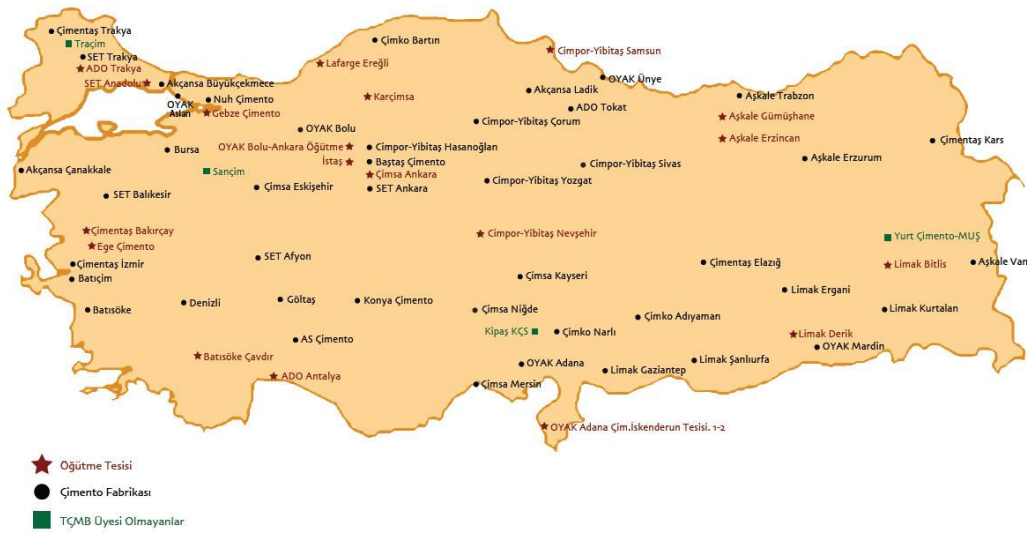 Çimentaş Trakya
Traçim
SET Trakya
ADO Trakya
SET Anadolu
Akçansa Büyükçekmece
OYAK
Aslan
Nuh Çimento
Gebze Çimento
Çimko Bartın
Lafarge Ereğli
Karçimsa
Cimpor-Yibitaş Samsun
OYAK Ünye
Akçansa Ladik
ADO Tokat
Cimpor-Yibitaş Çorum
Aşkale Trabzon
Aşkale Gümüşhane
Aşkale Erzincan
Aşkale Erzurum
Çimentaş Kars
OYAK Bolu
OYAK Bolu-Ankara Öğütme
Cimpor-Yibitaş Hasanoğlan
İstaş
Baştaş Çimento
Çimsa Ankara
SET Ankara
Bursa
Sançim
Çimsa Eskişehir
Akçansa Çanakkale
SET Balıkesir
Cimpor-Yibitaş Sivas
Cimpor-Yibitaş Yozgat
Çimentaş Bakırçay
Ege Çimento
Cimpor-Yibitaş Nevşehir
Yurt Çimento-MUŞ
SET Afyon
Çimentaş İzmir
Batıçim
Çimsa Kayseri
Çimentaş Elazığ
Limak Bitlis
Aşkale Van
Limak Ergani
Batısöke
Denizli
Göltaş
Konya Çimento
Çimsa Niğde
Çimko Adıyaman
Limak Kurtalan
Kipaş KÇS
Çimko Narlı
Limak Derik
OYAK Mardin
AS Çimento
Batısöke Çavdır
ADO Antalya
OYAK Adana
Limak Gaziantep
Limak Şanlıurfa
Çimsa Mersin
OYAK Adana Çim.İskenderun Tesisi. 1-2
Öğütme Tesisi
Çimento Fabrikası
TÇMB Üyesi Olmayanlar